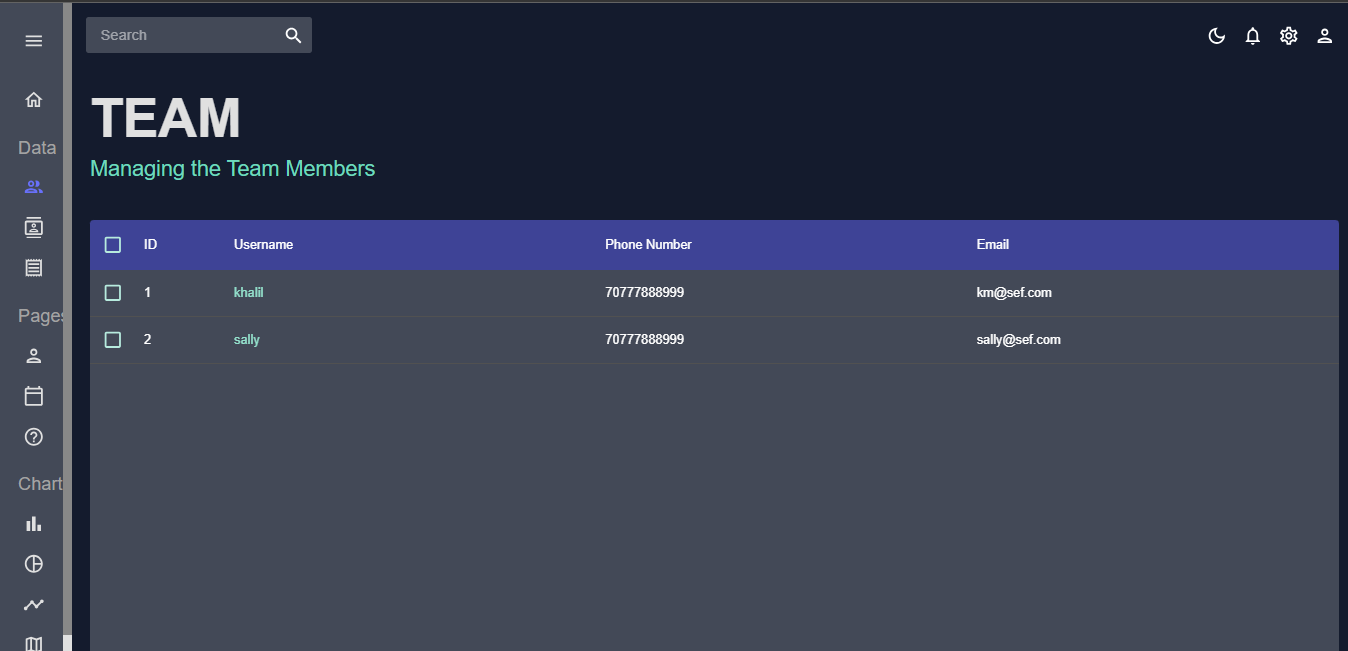 Search
Data
Pages
Chart
TEAM
Managing the Team Members
ID Username Phone Number Email
1 khalil 70777888999 km@sef.com
2 sally 70777888999 sally@sef.com